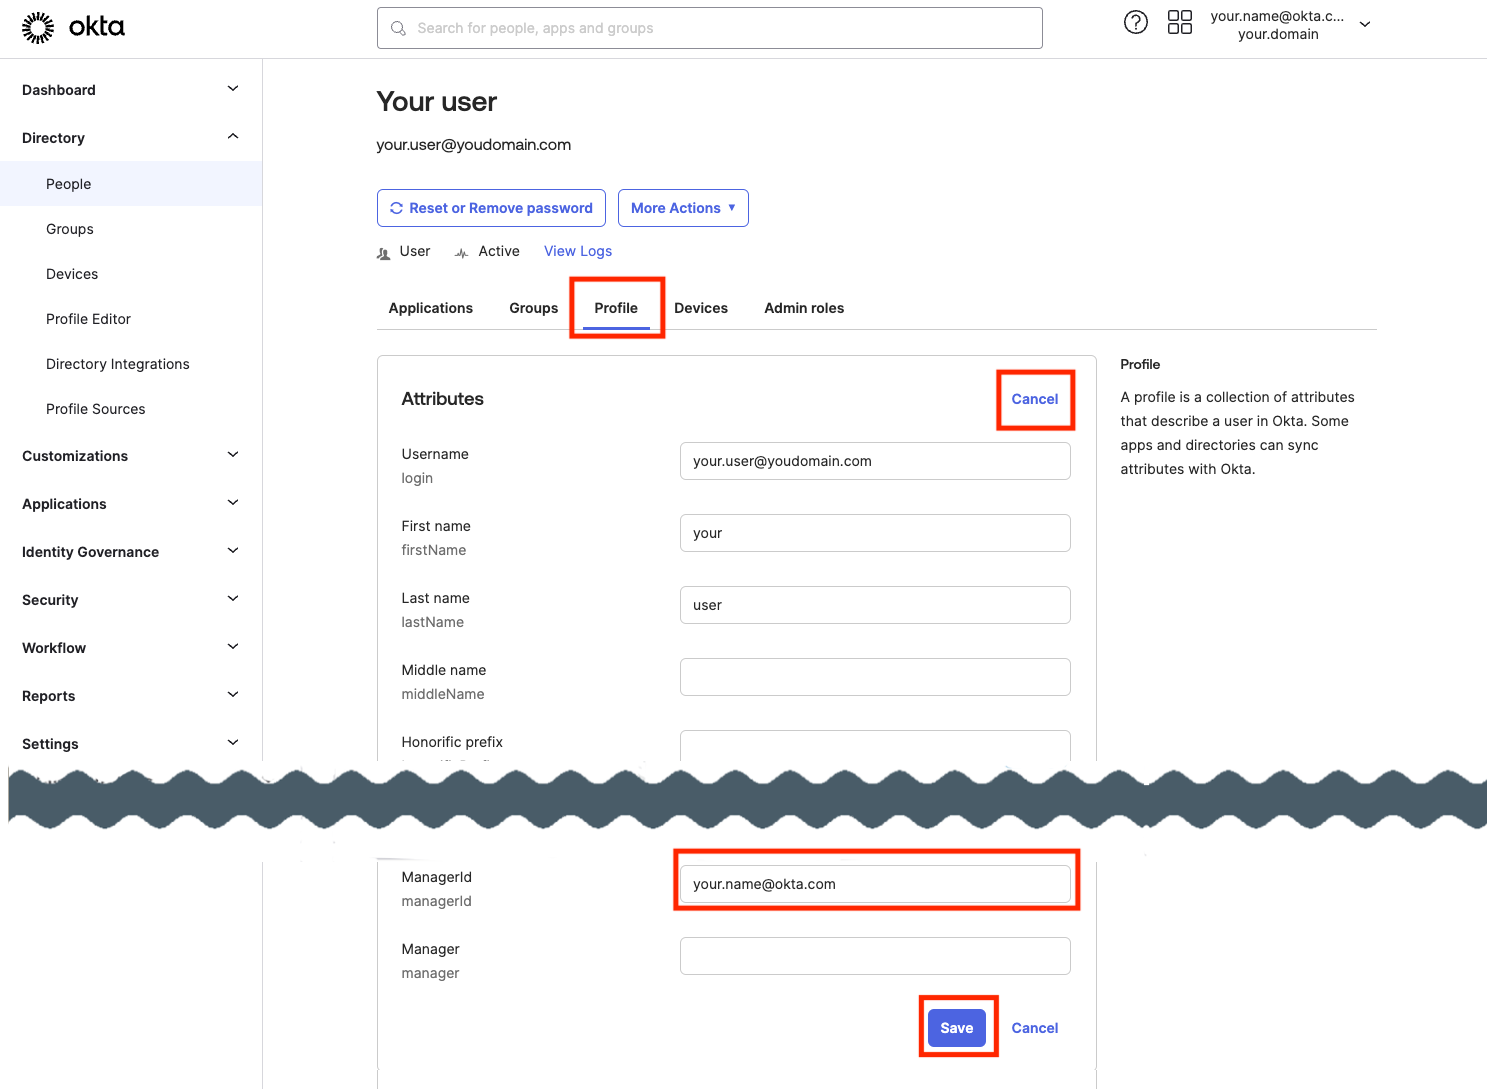 okta
Search for people, apps and groups
your.name@okta.c...
your.domain
Dashboard
Directory
People
Groups
Devices
Profile Editor
Directory Integrations
Profile Sources
Customizations
Applications
Identity Governance
Security
Workflow
Reports
Settings
Your user
your.user@youdomain.com
Reset or Remove password
More Actions
User
Active
View Logs
Applications
Groups
Profile
Devices
Admin roles
Attributes
Cancel
Username
login
your.user@youdomain.com
First name
firstName
your
Last name
lastName
user
Middle name
middleName
Honorific prefix
Profile
A profile is a collection of attributes
that describe a user in Okta. Some
apps and directories can sync
attributes with Okta.
ManagerId
managerId
your.name@okta.com
Manager
manager
Save
Cancel